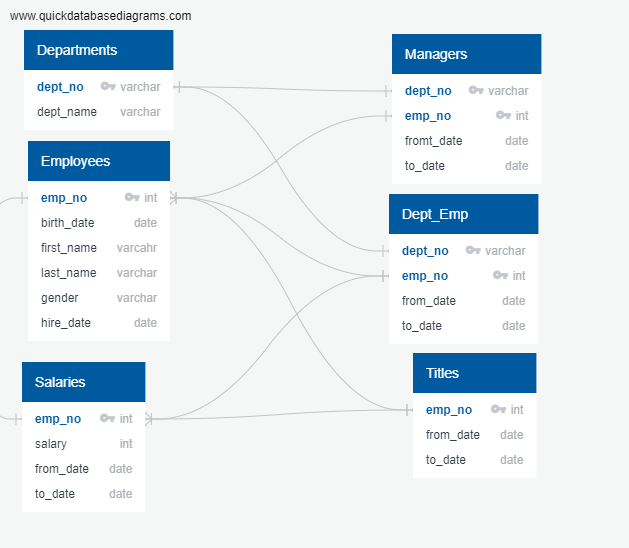 www.quickdatabasediagrams.com
Departments
dept_no varchar
dept_name varchar
Employees
emp_no int
birth_date date
first_name varcahr
last_name varchar
gender varchar
hire_date date
Salaries
emp_no int
salary int
from_date date
to_date date
Managers
dept_no varchar
emp_no int
fromt_date date
to_date date
Dept_Emp
dept_no varchar
emp_no int
from_date date
to_date date
Titles
emp_no int
from_date date
to_date date